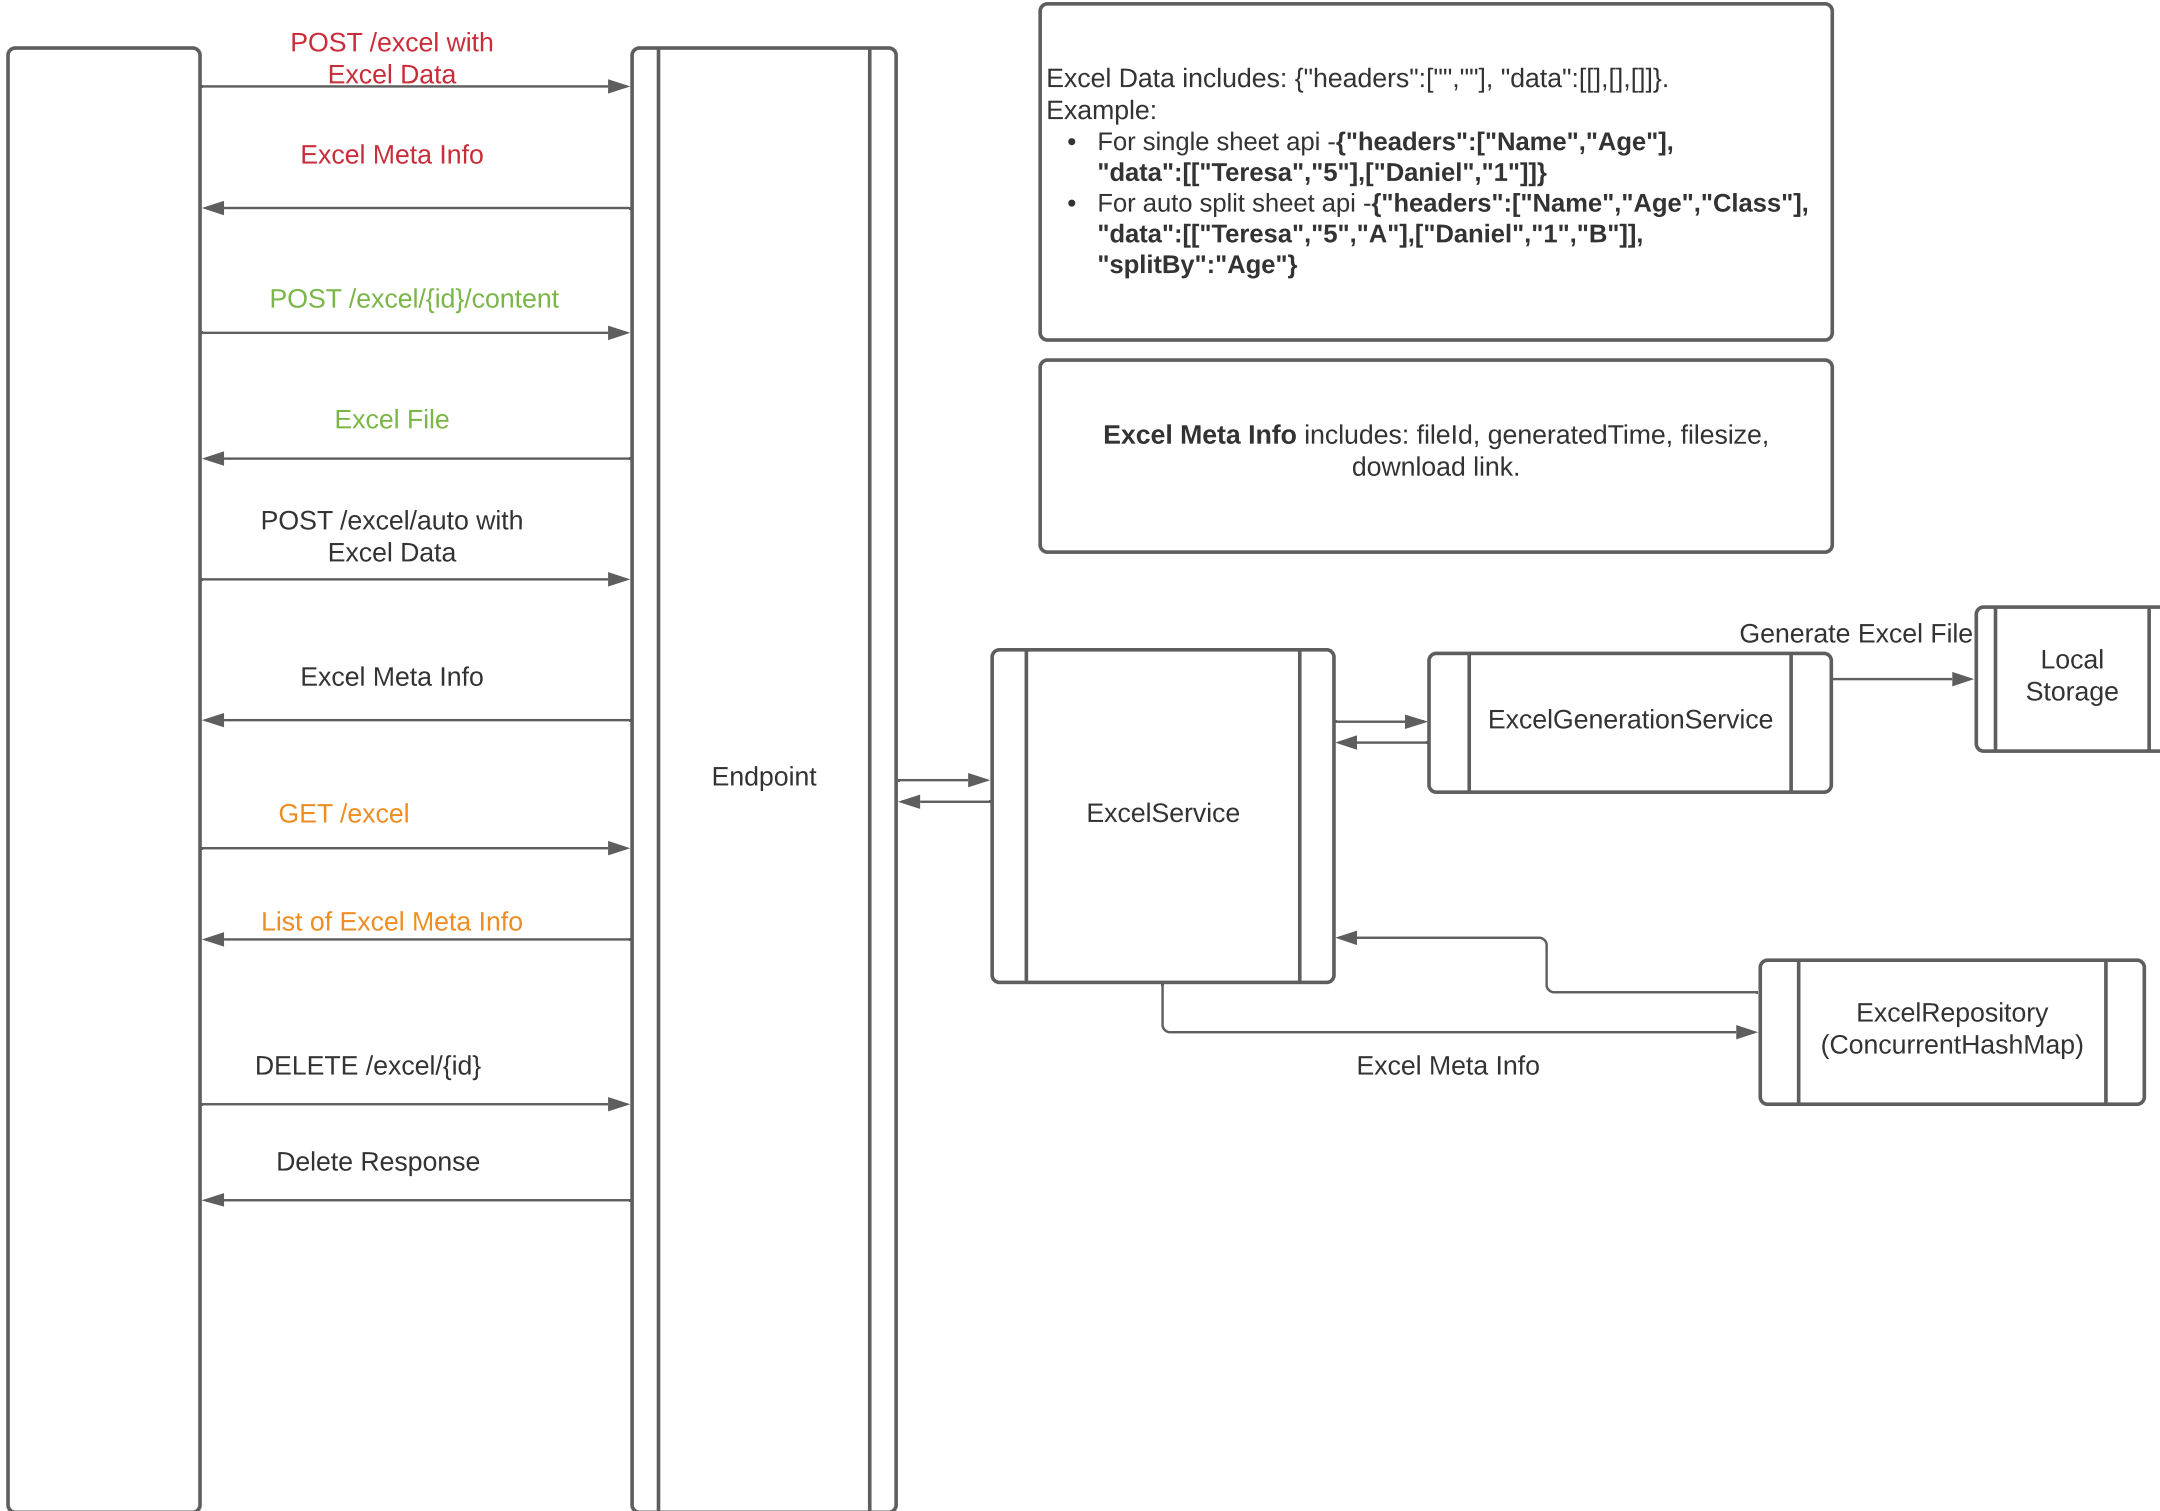 POST /excel with
Excel Data
Excel Meta Info
POST /excel/{id}/content
Excel File
POST /excel/auto with
Excel Data
Excel Meta Info
GET /excel
List of Excel Meta Info
DELETE /excel/{id}
Delete Response
Endpoint
Excel Data includes: {"headers":["",""], "data":[[],[],[]]}.
Example:
• For single sheet api -{"headers":["Name","Age"],
"data":[["Teresa","5"],["Daniel","1"]]}
• For auto split sheet api -{"headers":["Name","Age","Class"],
"data":[["Teresa","5","A"],["Daniel","1","B"]],
"splitBy":"Age"}
Excel Meta Info includes: fileId, generatedTime, filesize,
download link.
ExcelService
ExcelGenerationService
Generate Excel File
Local
Storage
Excel Meta Info
ExcelRepository
(ConcurrentHashMap)